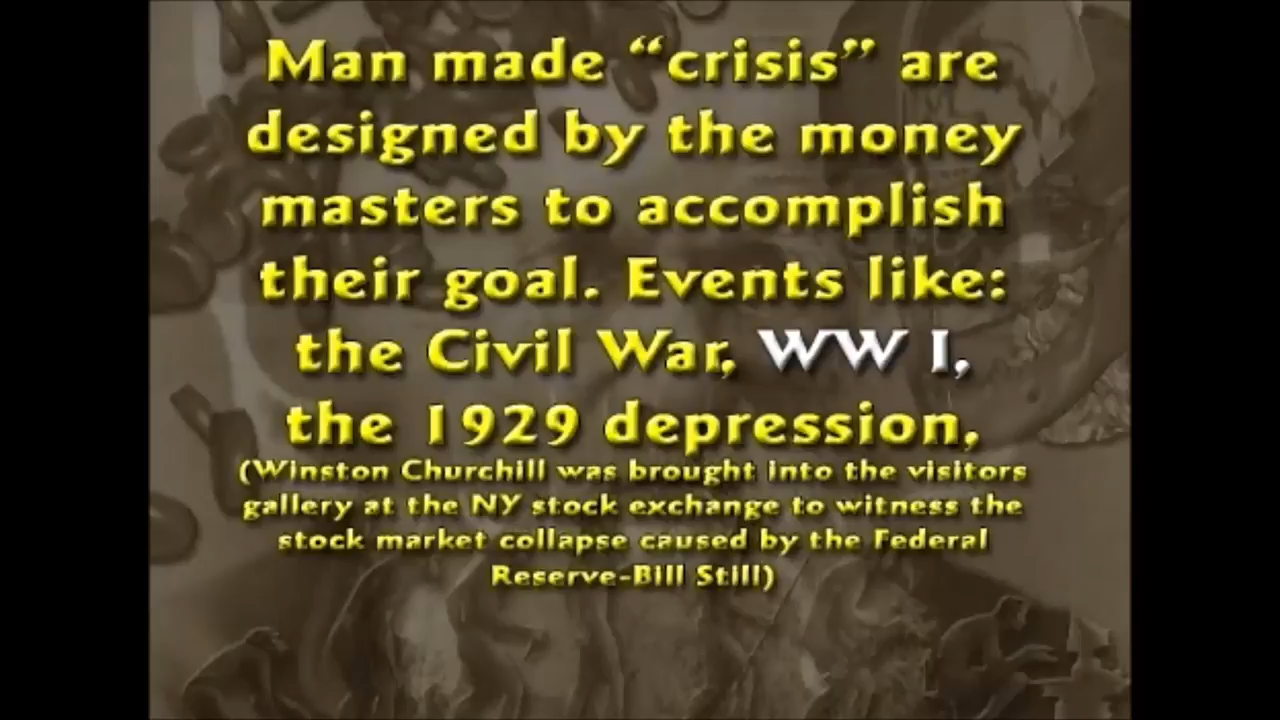 Man made “crisis” are
designed by the money
masters to accomplish
their goal. Events like:
the Civil War, WW I,
the 1929 depression,
(Winston Churchill was brought into the visitors
gallery at the NY stock exchange to witness the
stock market collapse caused by the Federal
Reserve-Bill Still)